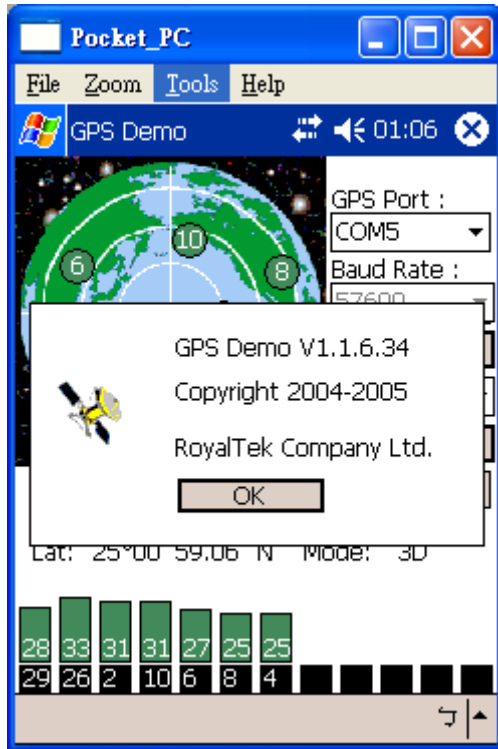 Pocket_PC
File Zoom Tools Help
GPS Demo 01:06
GPS Port :
COM5
10
6
8
Baud Rate :
57600
GPS Demo V1.1.6.34
Copyright 2004-2005
RoyalTek Company Ltd.
OK
Lat: 25°00 59.06 N Mode: 3D
28 33 31 31 27 25 25
29 26 2 10 6 8 4
ㄅ